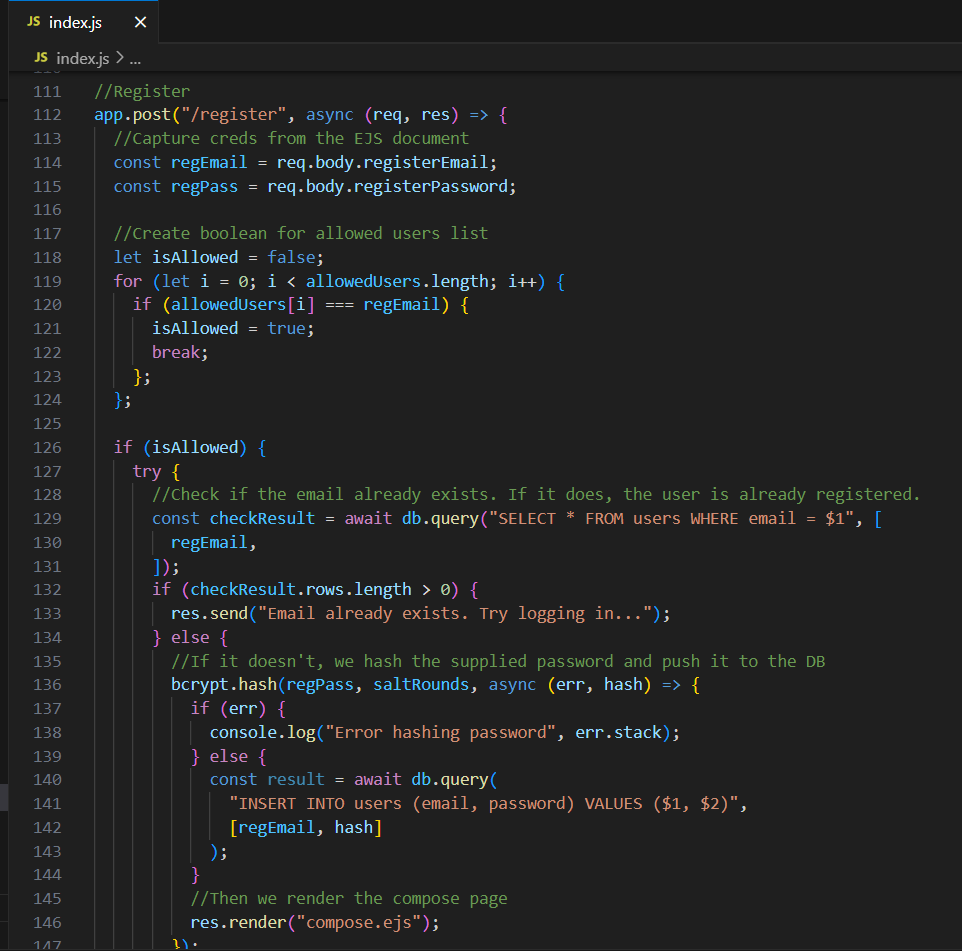 JS index.js ×
JS index.js > ...
110
111 //Register
112 app.post("/register", async (req, res) => {
113 //Capture creds from the EJS document
114 const regEmail = req.body.registerEmail;
115 const regPass = req.body.registerPassword;
116
117 //Create boolean for allowed users list
118 let isAllowed = false;
119 for (let i = 0; i < allowedUsers.length; i++) {
120 if (allowedUsers[i] === regEmail) {
121 isAllowed = true;
122 break;
123 };
124 };
125
126 if (isAllowed) {
127 try {
128 //Check if the email already exists. If it does, the user is already registered.
129 const checkResult = await db.query("SELECT * FROM users WHERE email = $1", [
130 regEmail,
131 ]);
132 if (checkResult.rows.length > 0) {
133 res.send("Email already exists. Try logging in...");
134 } else {
135 //If it doesn't, we hash the supplied password and push it to the DB
136 bcrypt.hash(regPass, saltRounds, async (err, hash) => {
137 if (err) {
138 console.log("Error hashing password", err.stack);
139 } else {
140 const result = await db.query(
141 "INSERT INTO users (email, password) VALUES ($1, $2)",
142 [regEmail, hash]
143 );
144 }
145 //Then we render the compose page
146 res.render("compose.ejs");
147 });